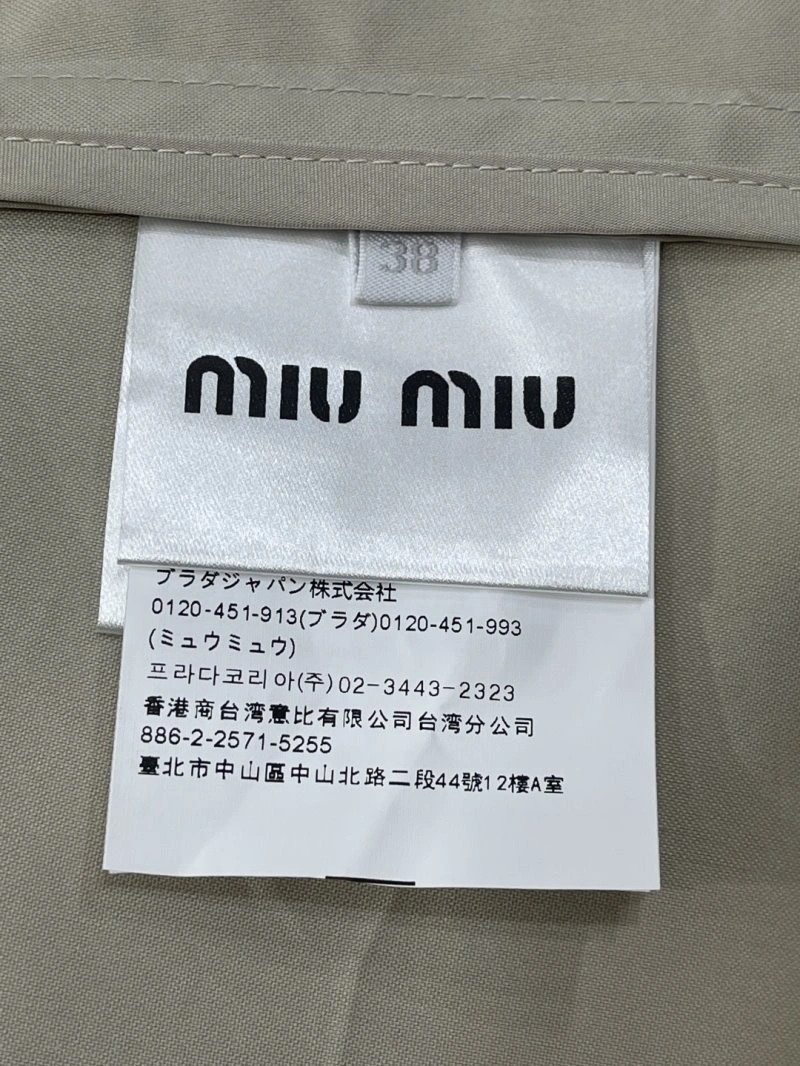 38
miu miu
プラダジャパン株式会社
0120-451-913(プラダ)0120-451-993
(ミュウミュウ)
프라다코리아(주)02-3443-2323
香港商台湾意比有限公司台湾分公司
886-2-2571-5255
臺北市中山區中山北路二段44號12樓A室